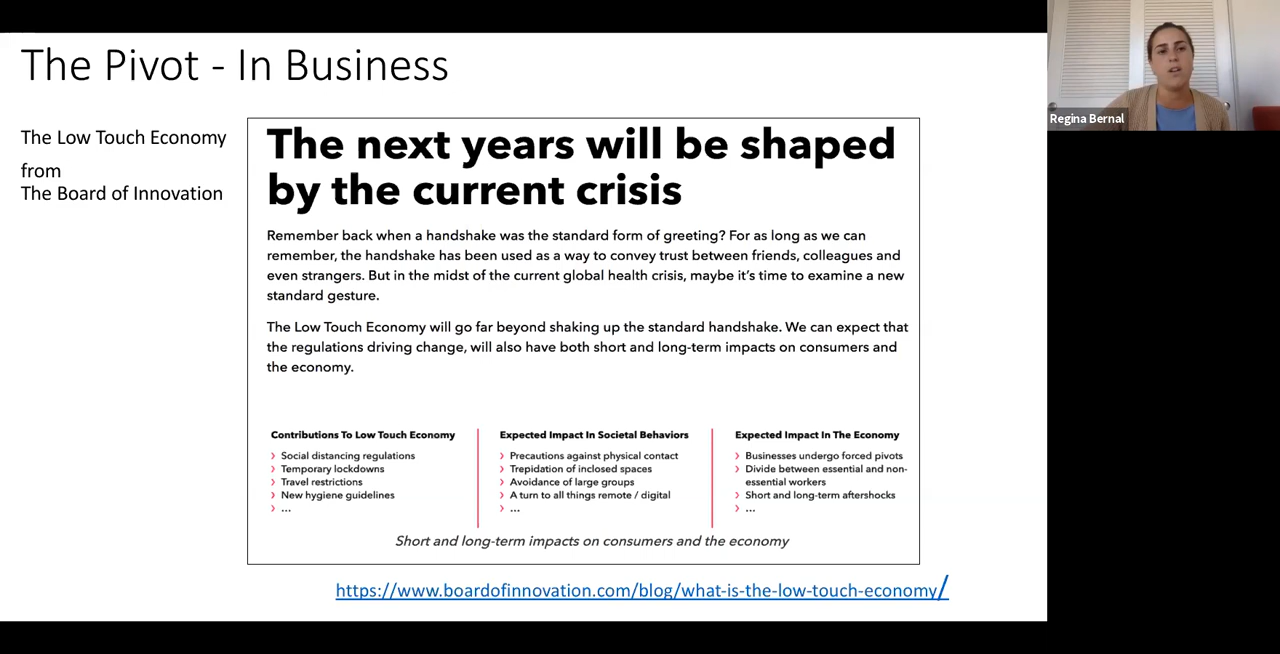 The Pivot - In Business
The Low Touch Economy
from
The Board of Innovation
The next years will be shaped
by the current crisis
Remember back when a handshake was the standard form of greeting? For as long as we can
remember, the handshake has been used as a way to convey trust between friends, colleagues and
even strangers. But in the midst of the current global health crisis, maybe it's time to examine a new
standard gesture.
The Low Touch Economy will go far beyond shaking up the standard handshake. We can expect that
the regulations driving change, will also have both short and long-term impacts on consumers and
the economy.
Contributions To Low Touch Economy
› Social distancing regulations
› Temporary lockdowns
› Travel restrictions
› New hygiene guidelines
› ...
Expected Impact In Societal Behaviors
› Precautions against physical contact
› Trepidation of inclosed spaces
› Avoidance of large groups
› A turn to all things remote / digital
› ...
Expected Impact In The Economy
› Businesses undergo forced pivots
› Divide between essential and non-
essential workers
› Short and long-term aftershocks
› ...
Short and long-term impacts on consumers and the economy
https://www.boardofinnovation.com/blog/what-is-the-low-touch-economy/
Regina Bernal